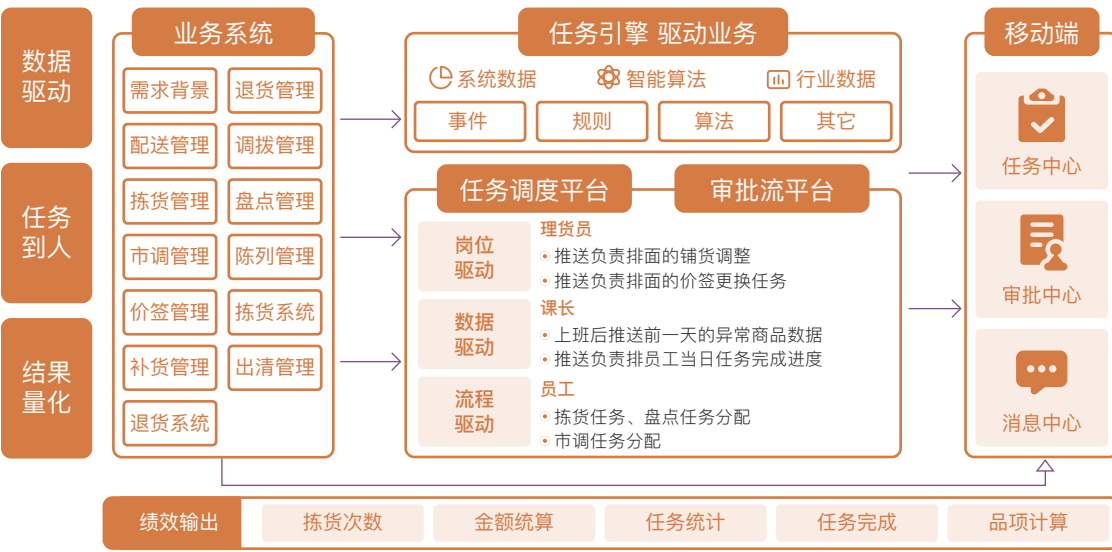 数据
驱动
任务
到人
结果
量化
业务系统
需求背景
退货管理
配送管理
调拨管理
拣货管理
盘点管理
市调管理
陈列管理
价签管理
拣货系统
补货管理
出清管理
退货系统
任务引擎 驱动业务
系统数据
智能算法
行业数据
事件
规则
算法
其它
任务调度平台
审批流平台
岗位
驱动
理货员
推送负责排面的铺货调整
推送负责排面的价签更换任务
数据
驱动
课长
上班后推送前一天的异常商品数据
推送负责排员工当日任务完成进度
流程
驱动
员工
拣货任务、盘点任务分配
市调任务分配
移动端
任务中心
审批中心
消息中心
绩效输出
拣货次数
金额统算
任务统计
任务完成
品项计算